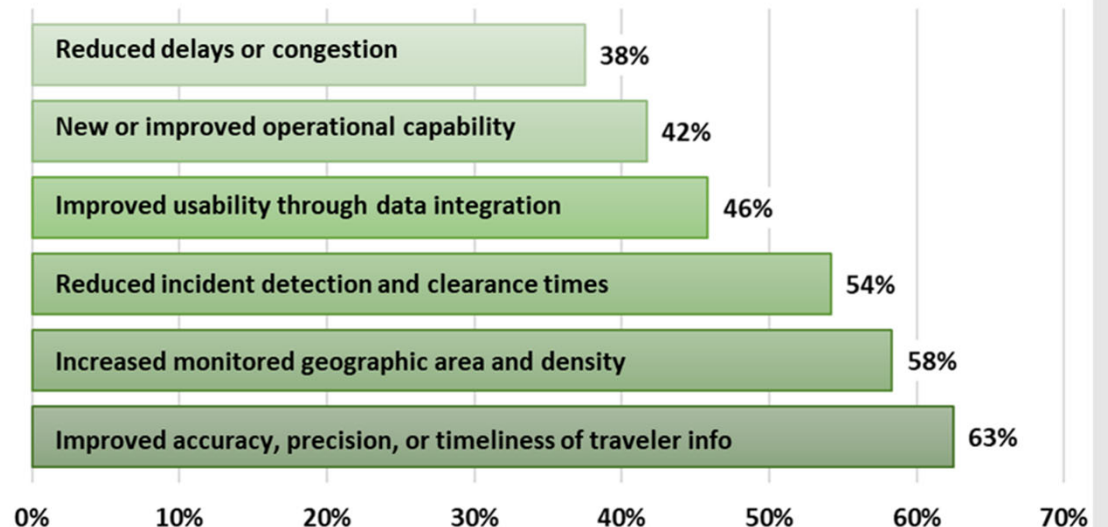 Reduced delays or congestion 38%
New or improved operational capability 42%
Improved usability through data integration 46%
Reduced incident detection and clearance times 54%
Increased monitored geographic area and density 58%
Improved accuracy, precision, or timeliness of traveler info 63%
0% 10% 20% 30% 40% 50% 60% 70%